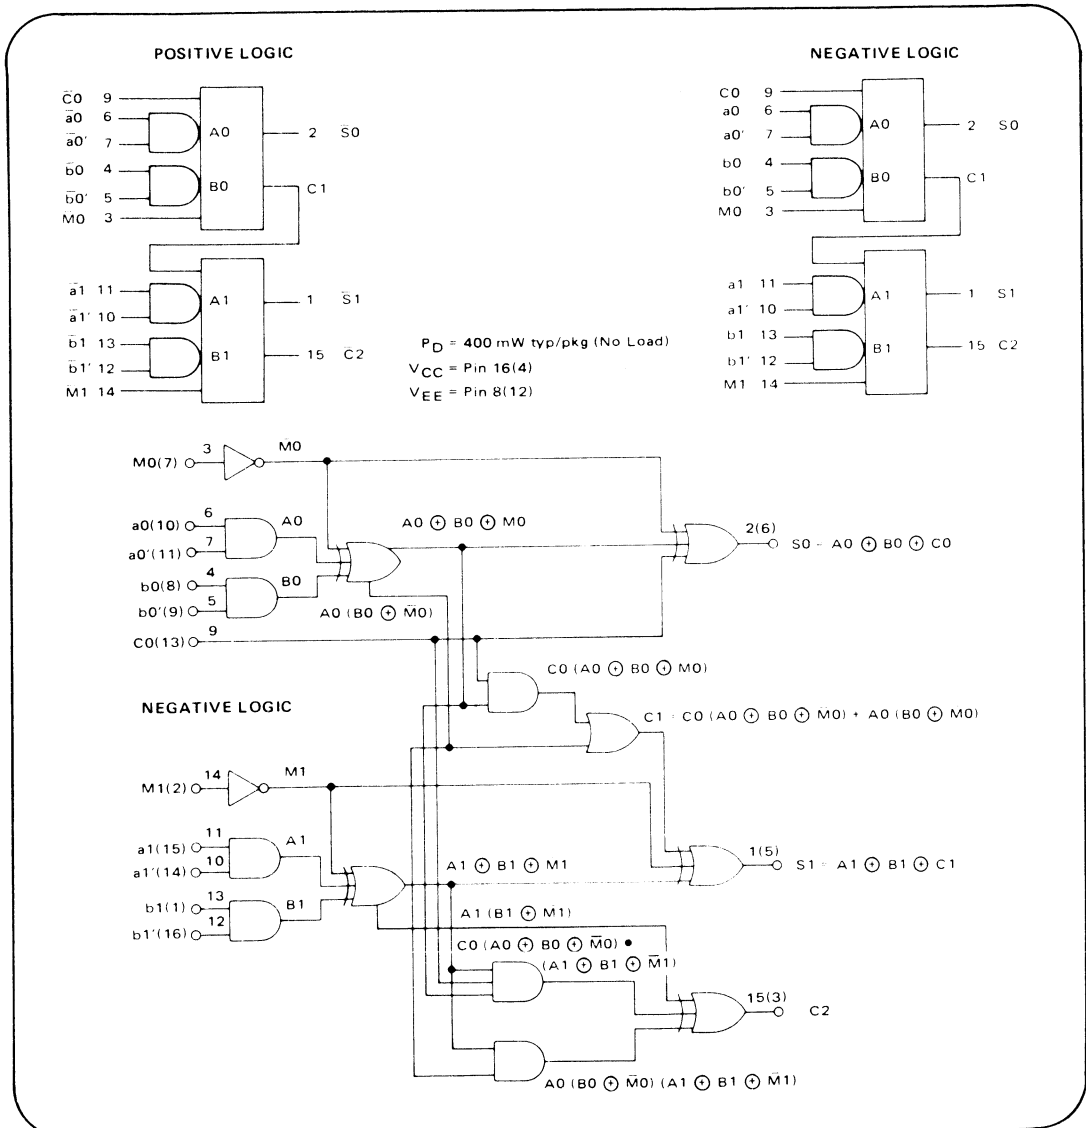 POSITIVE LOGIC
C̄0 9
ā0 6
ā0' 7
b̄0 4
b̄0' 5
M0 3
A0
B0
2 S̄0
C1
ā1 11
ā1' 10
b̄1 13
b̄1' 12
M1 14
A1
B1
1 S̄1
15 C̄2
PD = 400 mW typ/pkg (No Load)
VCC = Pin 16(4)
VEE = Pin 8(12)
NEGATIVE LOGIC
C0 9
a0 6
a0' 7
b0 4
b0' 5
M0 3
A0
B0
2 S0
C1
a1 11
a1' 10
b1 13
b1' 12
M1 14
A1
B1
1 S1
15 C2
M0(7) 3
M0
a0(10) 6
a0'(11) 7
A0
b0(8) 4
b0'(9) 5
B0
C0(13) 9
A0 ⊕ B0 ⊕ M0
A0 (B0 ⊕ M̄0)
2(6) S0 - A0 ⊕ B0 ⊕ C0
C0 (A0 ⊕ B0 ⊕ M0)
C1 = C0 (A0 ⊕ B0 ⊕ M̄0) + A0 (B0 ⊕ M0)
NEGATIVE LOGIC
M1(2) 14
M1
a1(15) 11
a1'(14) 10
A1
b1(1) 13
b1'(16) 12
B1
A1 ⊕ B1 ⊕ M1
1(5) S1 = A1 ⊕ B1 ⊕ C1
A1 (B1 ⊕ M̄1)
C0 (A0 ⊕ B0 ⊕ M̄0) •
(A1 ⊕ B1 ⊕ M̄1)
15(3) C2
A0 (B0 ⊕ M̄0) (A1 ⊕ B1 ⊕ M̄1)